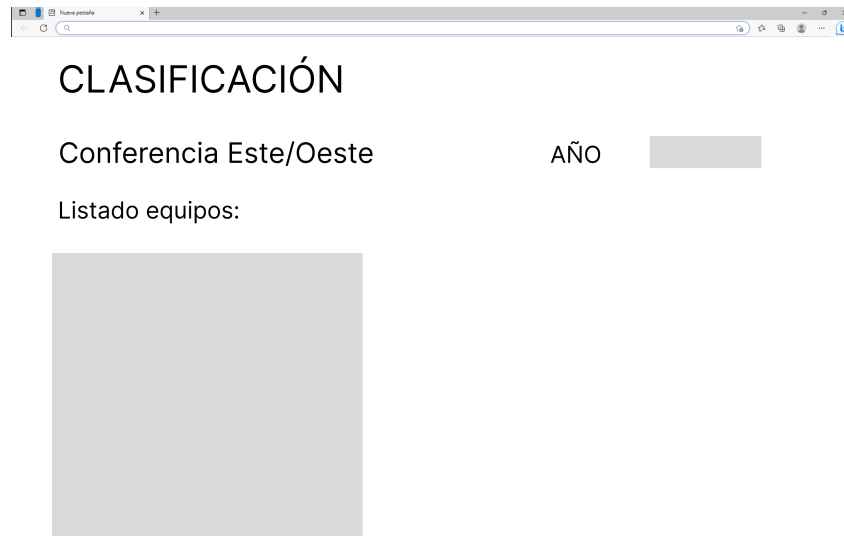 Nueva pestaña
CLASIFICACIÓN
Conferencia Este/Oeste
AÑO
Listado equipos: